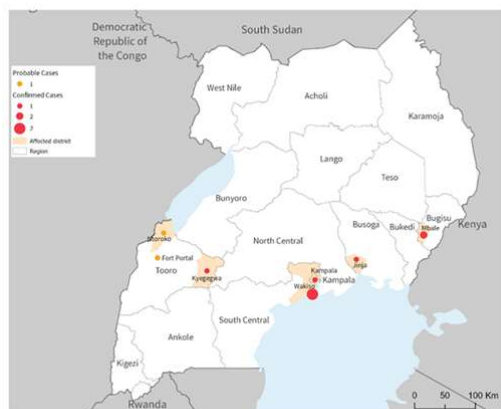 South Sudan
Democratic
Republic of
the Congo
Probable Cases
1
Confirmed Cases
1
2
7
Affected district
Region
West Nile
Acholi
Karamoja
Lango
Teso
Bunyoro
Bugisu
Kenya
Busoga
Bukedi
Mbale
North Central
Ntoroko
Fort Portal
Tooro
Kyegegwa
Jinja
Kampala
Kampala
Wakiso
South Central
Ankole
Kigezi
Rwanda
0 50 100 Km